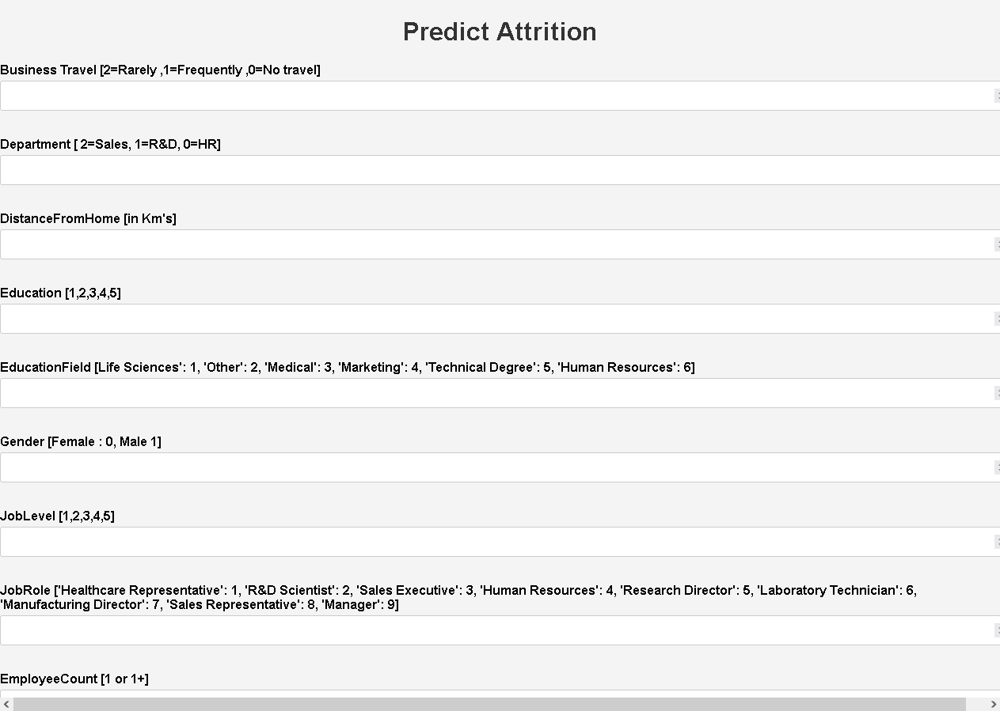 Predict Attrition
Business Travel [2=Rarely ,1=Frequently ,0=No travel]
Department [ 2=Sales, 1=R&D, 0=HR]
DistanceFromHome [in Km's]
Education [1,2,3,4,5]
EducationField [Life Sciences': 1, 'Other': 2, 'Medical': 3, 'Marketing': 4, 'Technical Degree': 5, 'Human Resources': 6]
Gender [Female : 0, Male 1]
JobLevel [1,2,3,4,5]
JobRole ['Healthcare Representative': 1, 'R&D Scientist': 2, 'Sales Executive': 3, 'Human Resources': 4, 'Research Director': 5, 'Laboratory Technician': 6,
'Manufacturing Director': 7, 'Sales Representative': 8, 'Manager': 9]
EmployeeCount [1 or 1+]